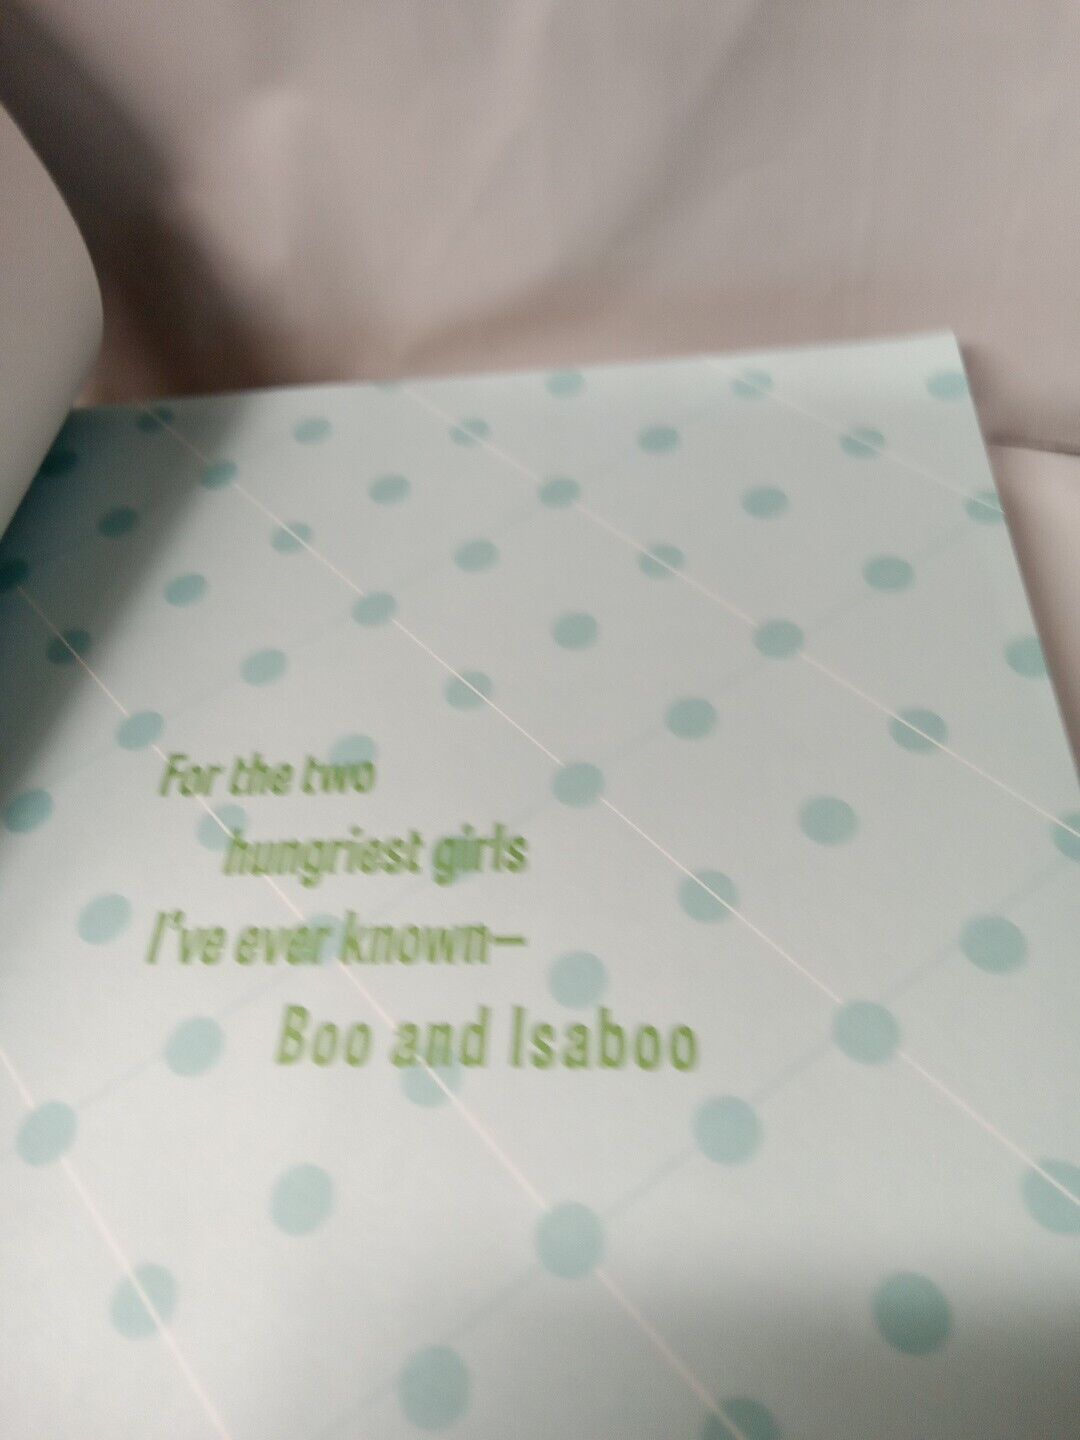 For the two
hungriest girls
I've ever known—
Boo and Isaboo